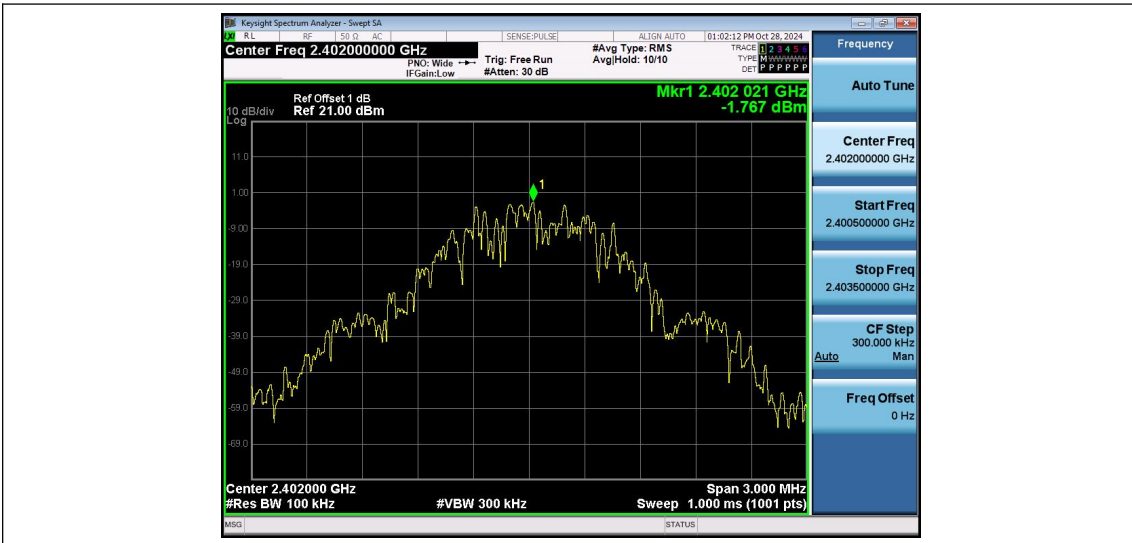 Keysight Spectrum Analyzer - Swept SA
LXI RL RF 50 Ω AC SENSE:PULSE ALIGN AUTO 01:02:12 PM Oct 28, 2024
Center Freq 2.402000000 GHz
PNO: Wide
IFGain:Low
Trig: Free Run
#Atten: 30 dB
#Avg Type: RMS
Avg|Hold: 10/10
TRACE 1 2 3 4 5 6
TYPE M WWWWW
DET P P P P P P
Frequency
Mkr1 2.402 021 GHz
-1.767 dBm
Ref Offset 1 dB
10 dB/div Ref 21.00 dBm
Log
11.0
1.00
-9.00
-19.0
-29.0
-39.0
-49.0
-59.0
-69.0
1
Center 2.402000 GHz Span 3.000 MHz
#Res BW 100 kHz #VBW 300 kHz Sweep 1.000 ms (1001 pts)
MSG STATUS
Auto Tune
Center Freq
2.402000000 GHz
Start Freq
2.400500000 GHz
Stop Freq
2.403500000 GHz
CF Step
300.000 kHz
Auto Man
Freq Offset
0 Hz